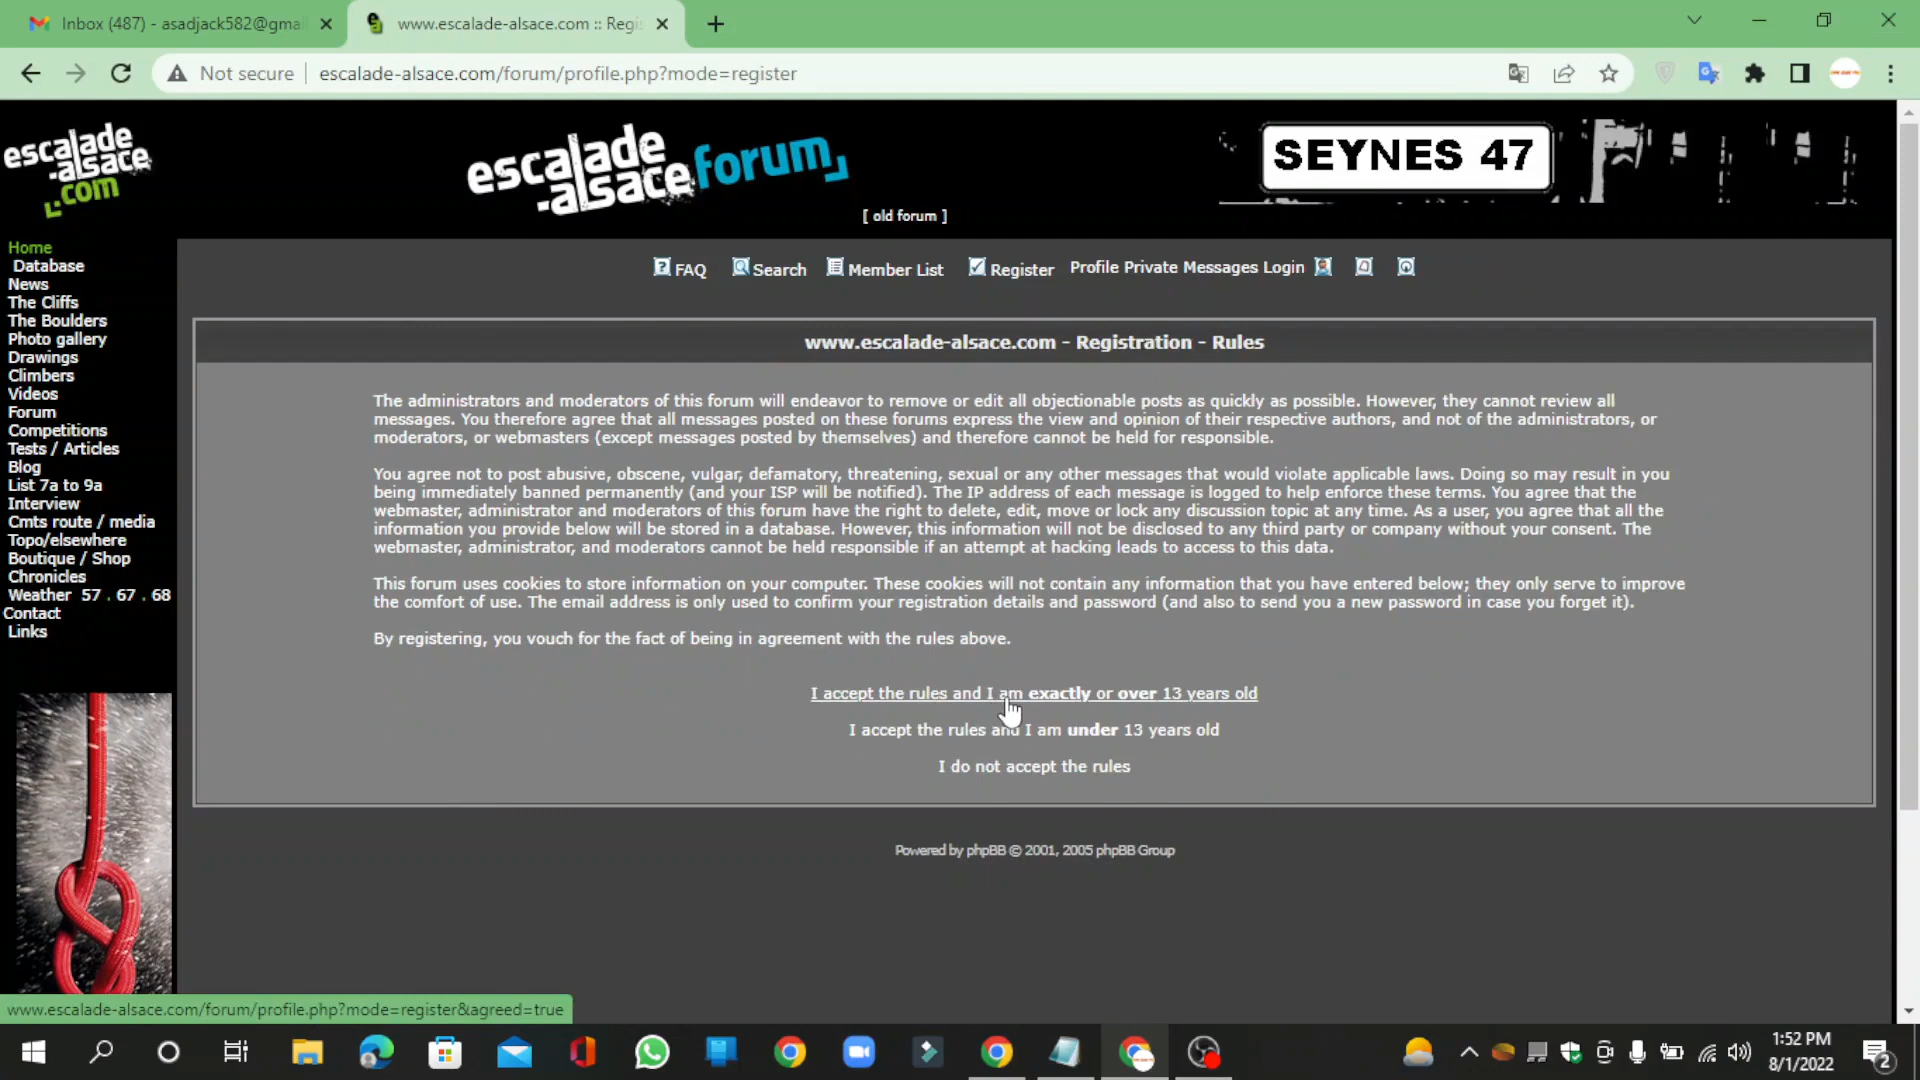 Inbox (487) - asadjack582@gmai
www.escalade-alsace.com :: Regi
Not secure
escalade-alsace.com/forum/profile.php?mode=register
escalade
-alsace
.com
escalade
-alsace forum
[ old forum ]
SEYNES 47
Home
Database
News
The Cliffs
The Boulders
Photo gallery
Drawings
Climbers
Videos
Forum
Competitions
Tests / Articles
Blog
List 7a to 9a
Interview
Cmts route / media
Topo/elsewhere
Boutique / Shop
Chronicles
Weather 57 . 67 . 68
Contact
Links
FAQ Search Member List Register Profile Private Messages Login
www.escalade-alsace.com - Registration - Rules
The administrators and moderators of this forum will endeavor to remove or edit all objectionable posts as quickly as possible. However, they cannot review all
messages. You therefore agree that all messages posted on these forums express the view and opinion of their respective authors, and not of the administrators, or
moderators, or webmasters (except messages posted by themselves) and therefore cannot be held for responsible.
You agree not to post abusive, obscene, vulgar, defamatory, threatening, sexual or any other messages that would violate applicable laws. Doing so may result in you
being immediately banned permanently (and your ISP will be notified). The IP address of each message is logged to help enforce these terms. You agree that the
webmaster, administrator and moderators of this forum have the right to delete, edit, move or lock any discussion topic at any time. As a user, you agree that all the
information you provide below will be stored in a database. However, this information will not be disclosed to any third party or company without your consent. The
webmaster, administrator, and moderators cannot be held responsible if an attempt at hacking leads to access to this data.
This forum uses cookies to store information on your computer. These cookies will not contain any information that you have entered below; they only serve to improve
the comfort of use. The email address is only used to confirm your registration details and password (and also to send you a new password in case you forget it).
By registering, you vouch for the fact of being in agreement with the rules above.
I accept the rules and I am exactly or over 13 years old
I accept the rules and I am under 13 years old
I do not accept the rules
Powered by phpBB © 2001, 2005 phpBB Group
www.escalade-alsace.com/forum/profile.php?mode=register&agreed=true
1:52 PM
8/1/2022
2